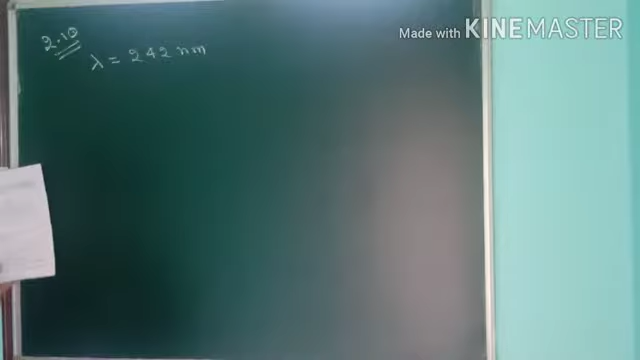 Made with KINEMASTER
2.10
λ = 242 nm